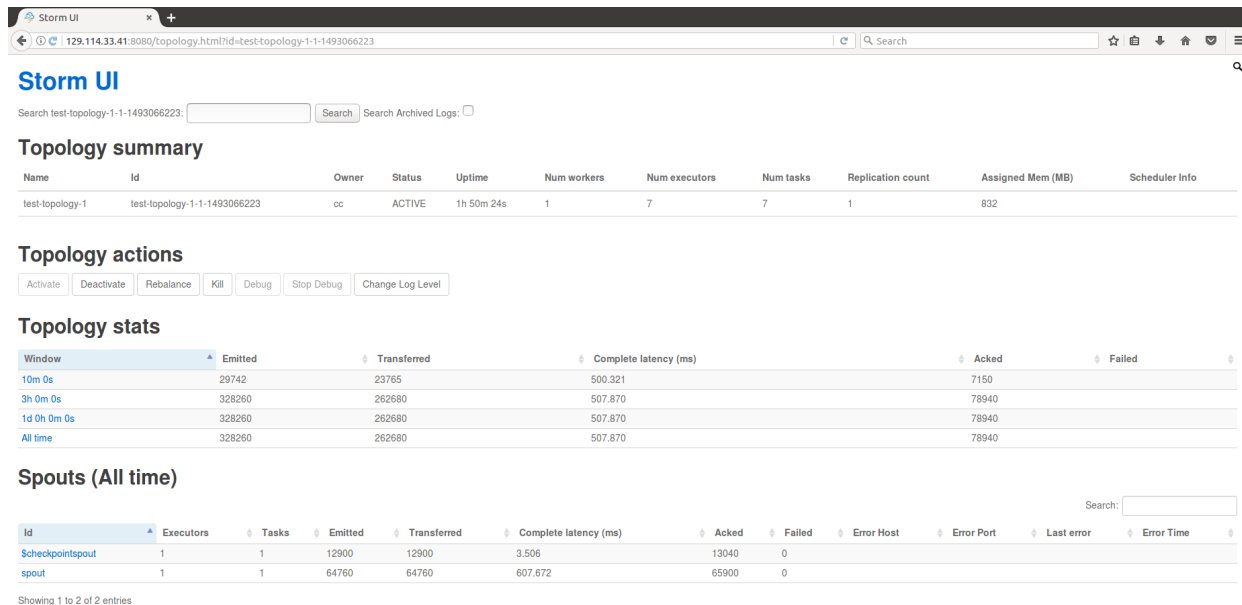 Storm UI × +
129.114.33.41:8080/topology.html?id=test-topology-1-1-1493066223 Search
Storm UI
Search test-topology-1-1-1493066223: Search Search Archived Logs:
Topology summary
Name Id Owner Status Uptime Num workers Num executors Num tasks Replication count Assigned Mem (MB) Scheduler Info
test-topology-1 test-topology-1-1-1493066223 cc ACTIVE 1h 50m 24s 1 7 7 1 832
Topology actions
Activate Deactivate Rebalance Kill Debug Stop Debug Change Log Level
Topology stats
Window Emitted Transferred Complete latency (ms) Acked Failed
10m 0s 29742 23765 500.321 7150
3h 0m 0s 328260 262680 507.870 78940
1d 0h 0m 0s 328260 262680 507.870 78940
All time 328260 262680 507.870 78940
Spouts (All time)
Search:
Id Executors Tasks Emitted Transferred Complete latency (ms) Acked Failed Error Host Error Port Last error Error Time
$checkpointspout 1 1 12900 12900 3.506 13040 0
spout 1 1 64760 64760 607.672 65900 0
Showing 1 to 2 of 2 entries